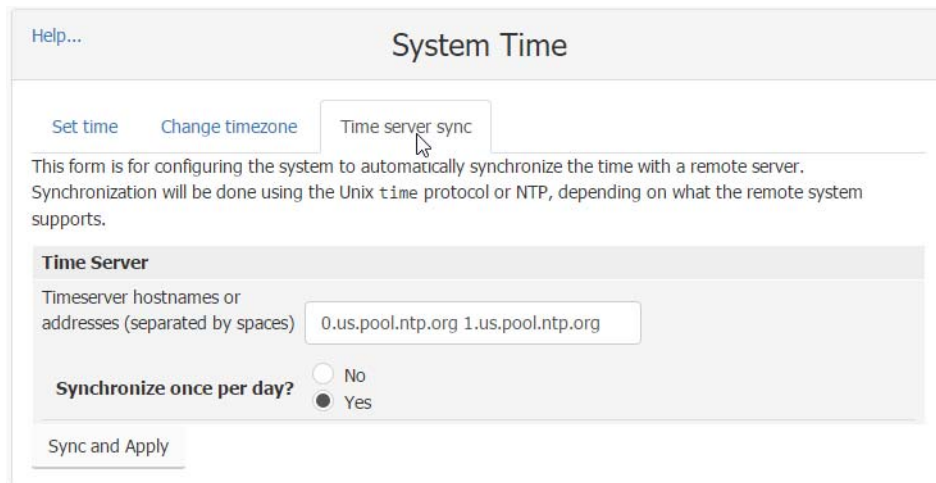 Help...
System Time
Set time Change timezone Time server sync
This form is for configuring the system to automatically synchronize the time with a remote server.
Synchronization will be done using the Unix time protocol or NTP, depending on what the remote system
supports.
Time Server
Timeserver hostnames or
addresses (separated by spaces) 0.us.pool.ntp.org 1.us.pool.ntp.org
Synchronize once per day? No
Yes
Sync and Apply